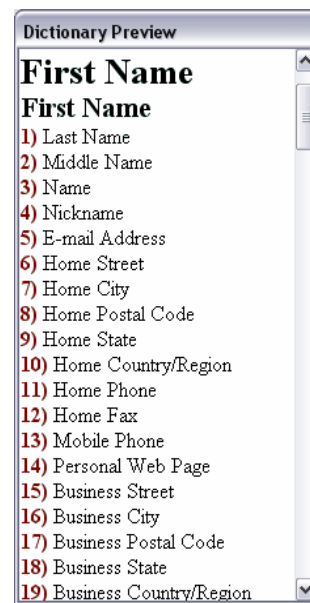 Dictionary Preview
First Name
First Name
1) Last Name
2) Middle Name
3) Name
4) Nickname
5) E-mail Address
6) Home Street
7) Home City
8) Home Postal Code
9) Home State
10) Home Country/Region
11) Home Phone
12) Home Fax
13) Mobile Phone
14) Personal Web Page
15) Business Street
16) Business City
17) Business Postal Code
18) Business State
19) Business Country/Region